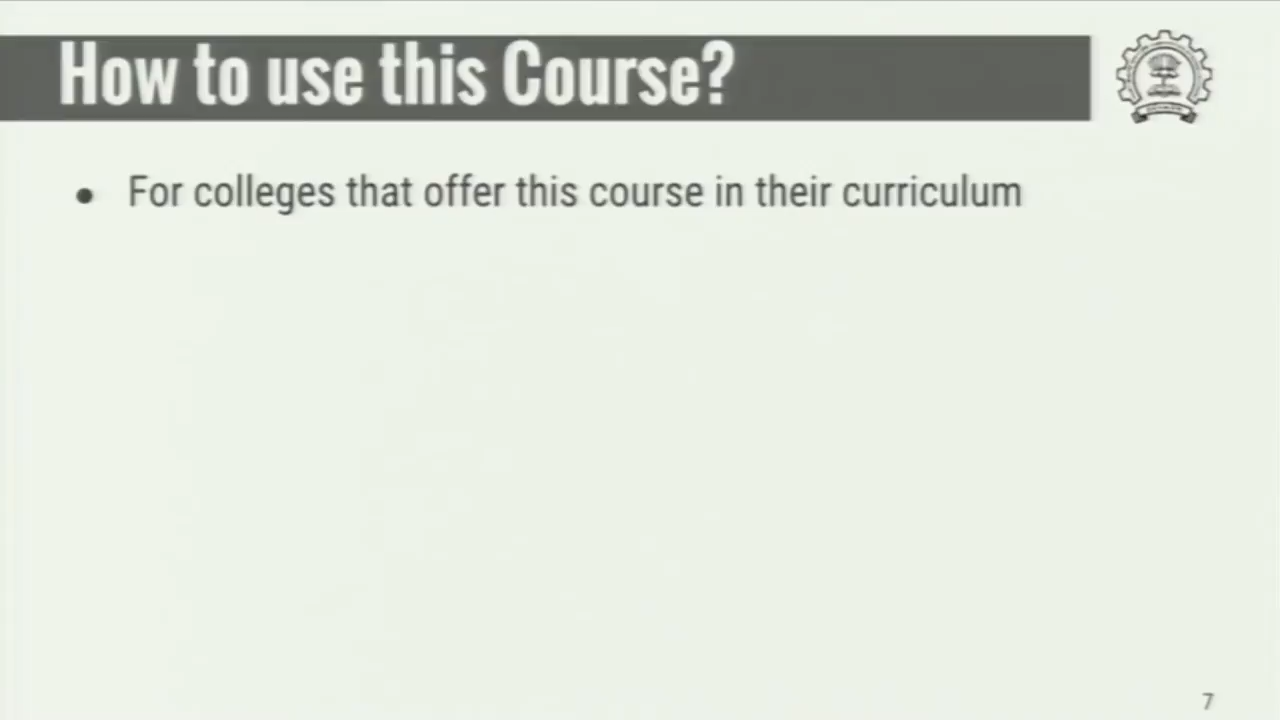 How to use this Course?
● For colleges that offer this course in their curriculum
7